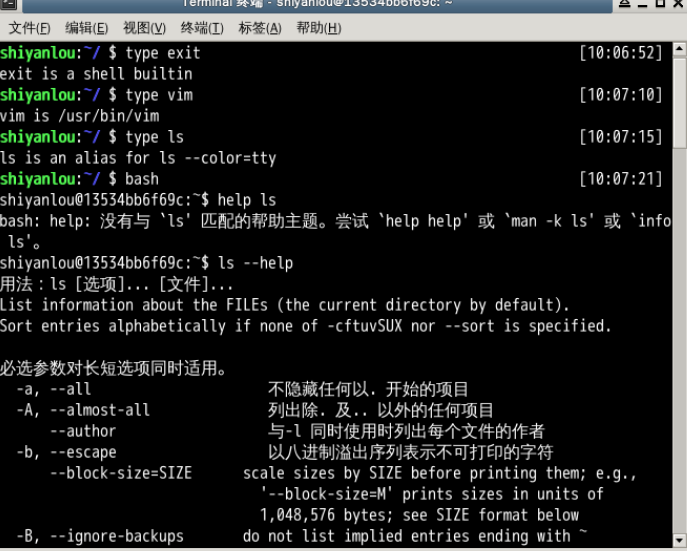 Terminal 终端 - shiyanlou@13534bb6f69c: ~
文件(F) 编辑(E) 视图(V) 终端(T) 标签(A) 帮助(H)
shiyanlou:~/ $ type exit [10:06:52]
exit is a shell builtin
shiyanlou:~/ $ type vim [10:07:10]
vim is /usr/bin/vim
shiyanlou:~/ $ type ls [10:07:15]
ls is an alias for ls --color=tty
shiyanlou:~/ $ bash [10:07:21]
shiyanlou@13534bb6f69c:~$ help ls
bash: help: 没有与 `ls' 匹配的帮助主题。尝试 `help help' 或 `man -k ls' 或 `info
 ls'。
shiyanlou@13534bb6f69c:~$ ls --help
用法：ls [选项]... [文件]...
List information about the FILEs (the current directory by default).
Sort entries alphabetically if none of -cftuvSUX nor --sort is specified.
必选参数对长短选项同时适用。
-a, --all 不隐藏任何以. 开始的项目
-A, --almost-all 列出除. 及.. 以外的任何项目
--author 与-l 同时使用时列出每个文件的作者
-b, --escape 以八进制溢出序列表示不可打印的字符
--block-size=SIZE scale sizes by SIZE before printing them; e.g.,
'--block-size=M' prints sizes in units of
1,048,576 bytes; see SIZE format below
-B, --ignore-backups do not list implied entries ending with ~